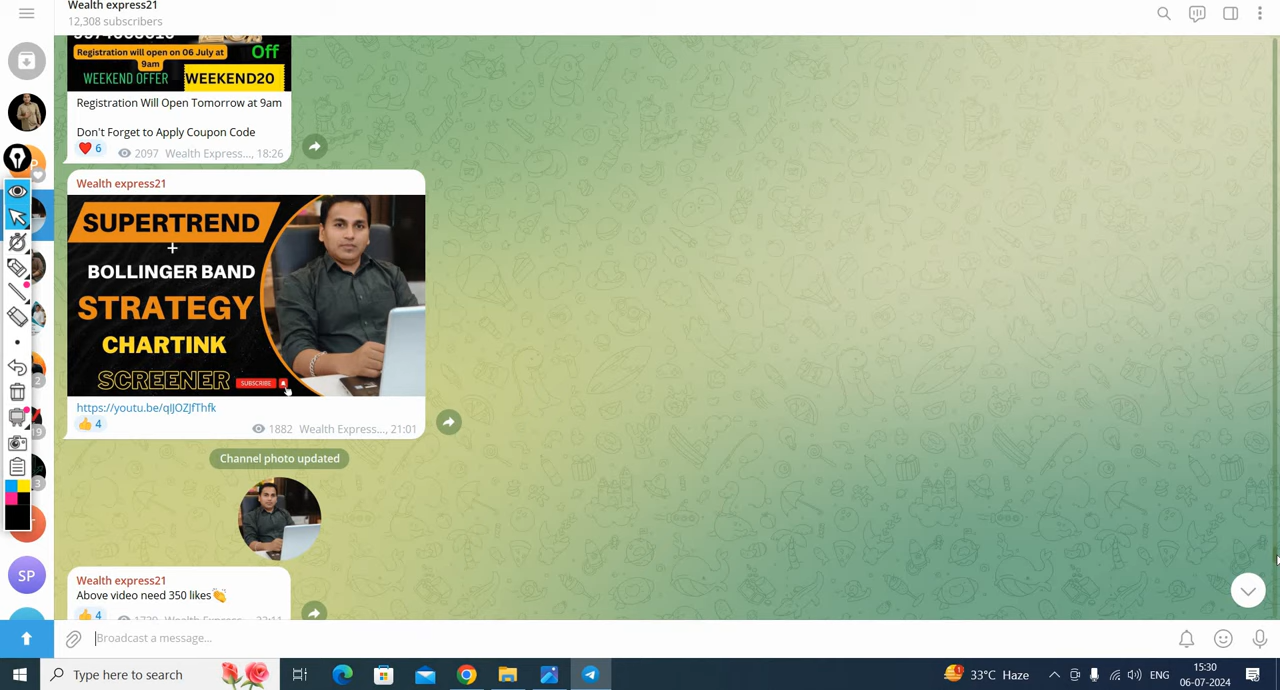 Wealth express21
12,308 subscribers
Registration will open on 06 July at
9am
Off
WEEKEND OFFER
WEEKEND20
Registration Will Open Tomorrow at 9am
Don't Forget to Apply Coupon Code
6
2097 Wealth Express..., 18:26
Wealth express21
SUPERTREND
+
BOLLINGER BAND
STRATEGY
CHARTINK
SCREENER
SUBSCRIBE
https://youtu.be/qIJOZJfThfk
4
1882 Wealth Express..., 21:01
Channel photo updated
Wealth express21
Above video need 350 likes
4
2
19
3
SP
Broadcast a message...
Type here to search
33°C Haze
ENG
15:30
06-07-2024